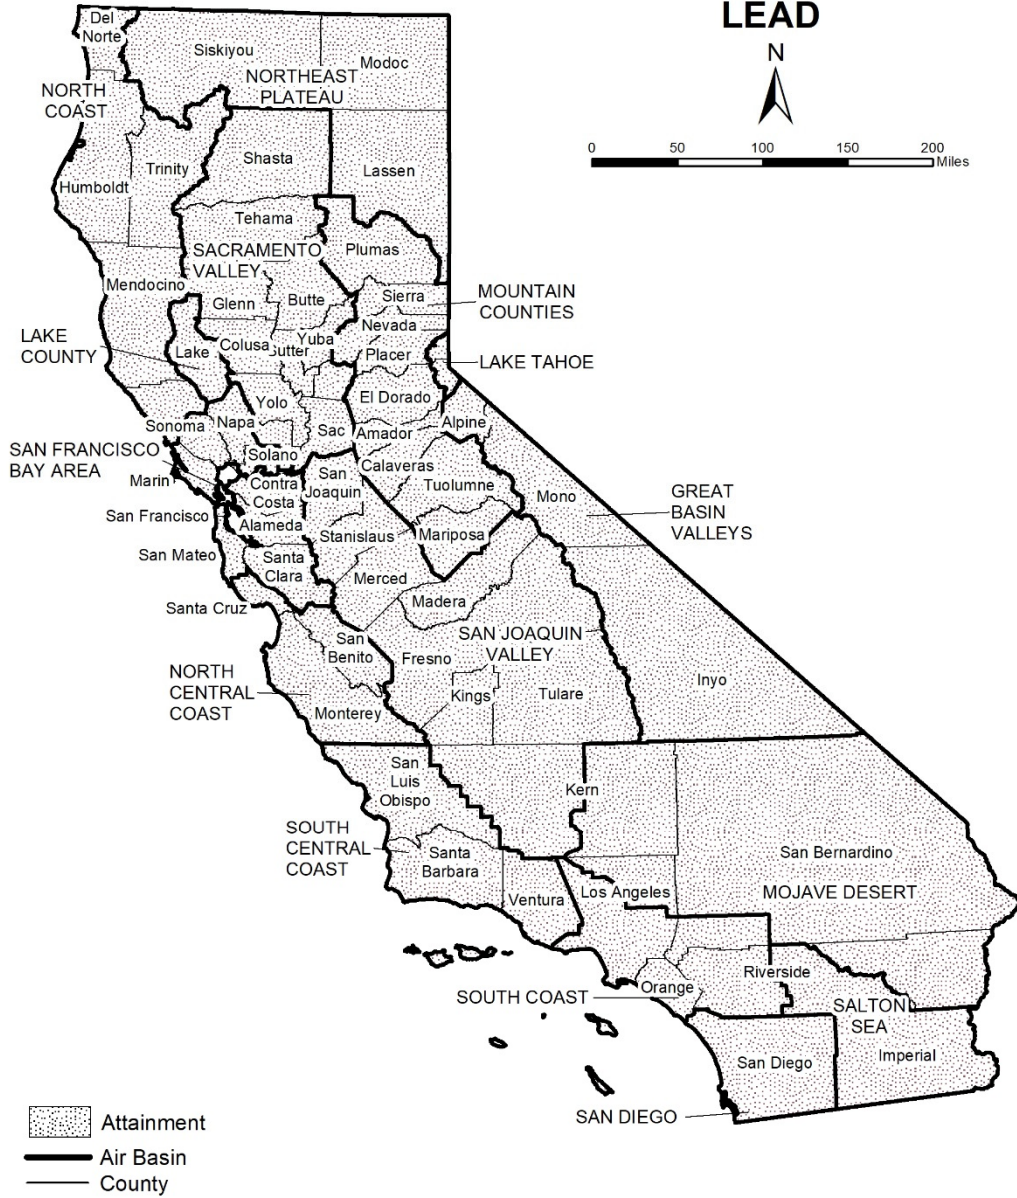 LEAD
N
0 50 100 150 200
Miles
Del
Norte
Siskiyou
Modoc
NORTHEAST
PLATEAU
NORTH
COAST
Shasta
Trinity
Lassen
Humboldt
Tehama
SACRAMENTO
VALLEY
Plumas
Mendocino
Glenn
Butte
Sierra
MOUNTAIN
COUNTIES
Nevada
LAKE
COUNTY
Lake
Colusa
Sutter
Yuba
Placer
LAKE TAHOE
Yolo
El Dorado
Sonoma
Napa
Sac
Amador
Alpine
SAN FRANCISCO
BAY AREA
Solano
Marin
Contra
Costa
San
Joaquin
Calaveras
Tuolumne
Mono
GREAT
BASIN
VALLEYS
San Francisco
Alameda
Stanislaus
Mariposa
San Mateo
Santa
Clara
Merced
Madera
Santa Cruz
San
Benito
SAN JOAQUIN
VALLEY
Fresno
NORTH
CENTRAL
COAST
Kings
Tulare
Inyo
Monterey
San
Luis
Obispo
Kern
SOUTH
CENTRAL
COAST
Santa
Barbara
San Bernardino
Ventura
Los Angeles
MOJAVE DESERT
Riverside
Orange
SOUTH COAST
SALTON
SEA
San Diego
Imperial
SAN DIEGO
Attainment
Air Basin
County